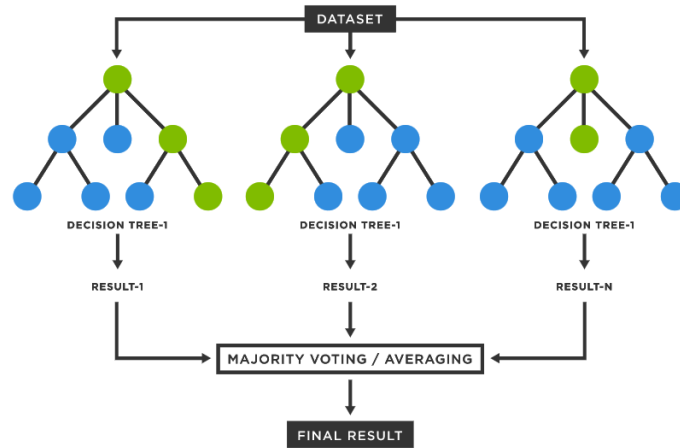 DATASET
DECISION TREE-1 DECISION TREE-1 DECISION TREE-1
RESULT-1 RESULT-2 RESULT-N
MAJORITY VOTING / AVERAGING
FINAL RESULT